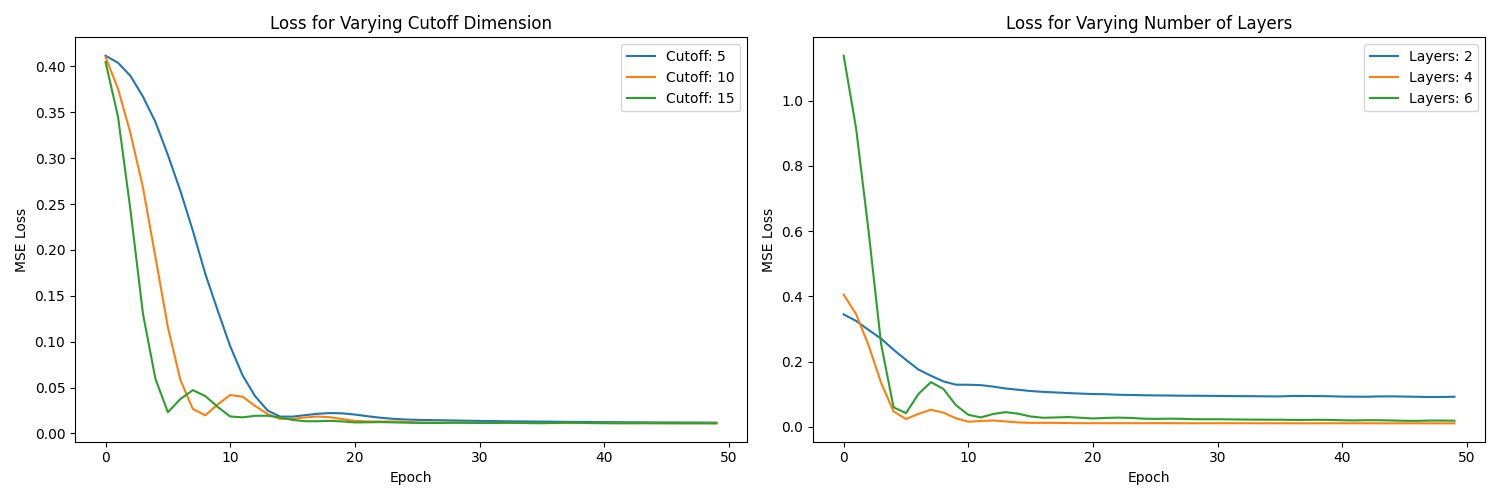 Loss for Varying Cutoff Dimension
MSE Loss
0.40
0.35
0.30
0.25
0.20
0.15
0.10
0.05
0.00
Cutoff: 5
Cutoff: 10
Cutoff: 15
0 10 20 30 40 50
Epoch
Loss for Varying Number of Layers
MSE Loss
1.0
0.8
0.6
0.4
0.2
0.0
Layers: 2
Layers: 4
Layers: 6
0 10 20 30 40 50
Epoch